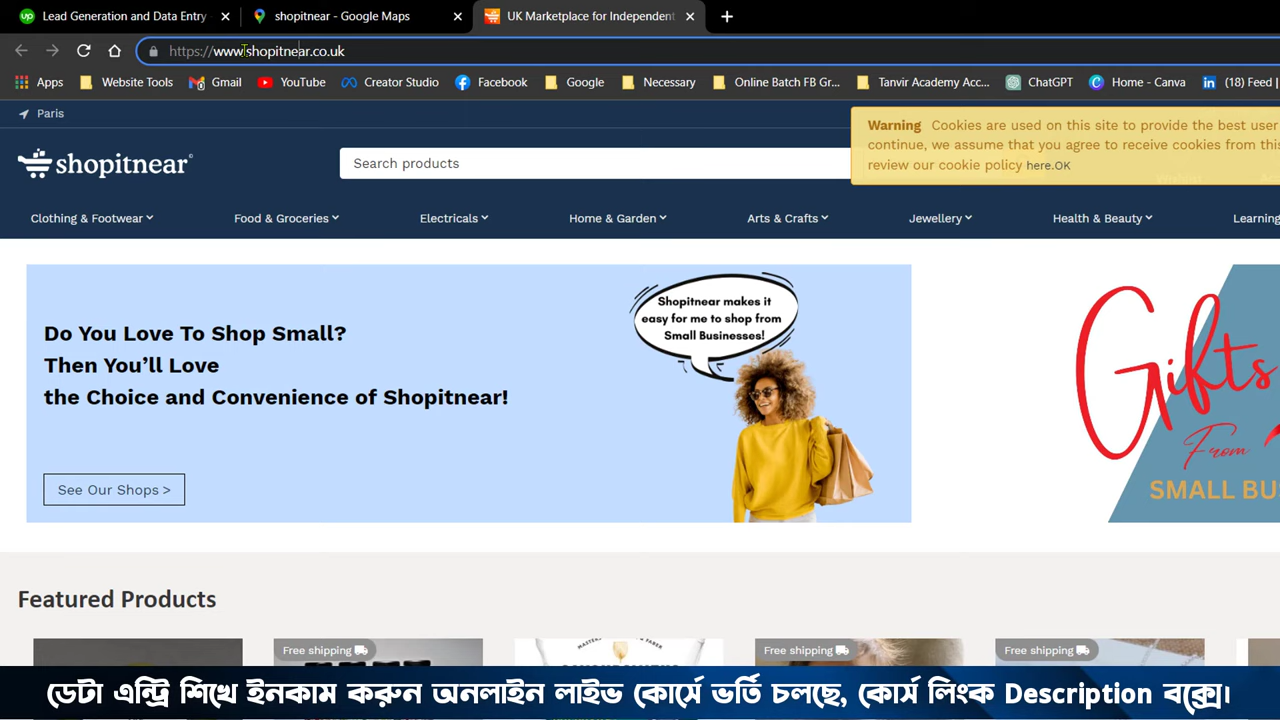 Lead Generation and Data Entry
shopitnear - Google Maps
UK Marketplace for Independent
https://www.shopitnear.co.uk
Apps
Website Tools
Gmail
YouTube
Creator Studio
Facebook
Google
Necessary
Online Batch FB Gr...
Tanvir Academy Acc...
ChatGPT
Home - Canva
(18) Feed |
Paris
Warning Cookies are used on this site to provide the best user
continue, we assume that you agree to receive cookies from this
review our cookie policy here.OK
shopitnear
Search products
Clothing & Footwear
Food & Groceries
Electricals
Home & Garden
Arts & Crafts
Jewellery
Health & Beauty
Learning
Do You Love To Shop Small?
Then You’ll Love
the Choice and Convenience of Shopitnear!
See Our Shops >
Shopitnear makes it
easy for me to shop from
Small Businesses!
Gifts
From
SMALL BUS
Featured Products
Free shipping
Free shipping
Free shipping
ডেটা এন্ট্রি শিখে ইনকাম করুন অনলাইন লাইভ কোর্সে ভর্তি চলছে, কোর্স লিংক Description বক্সে।